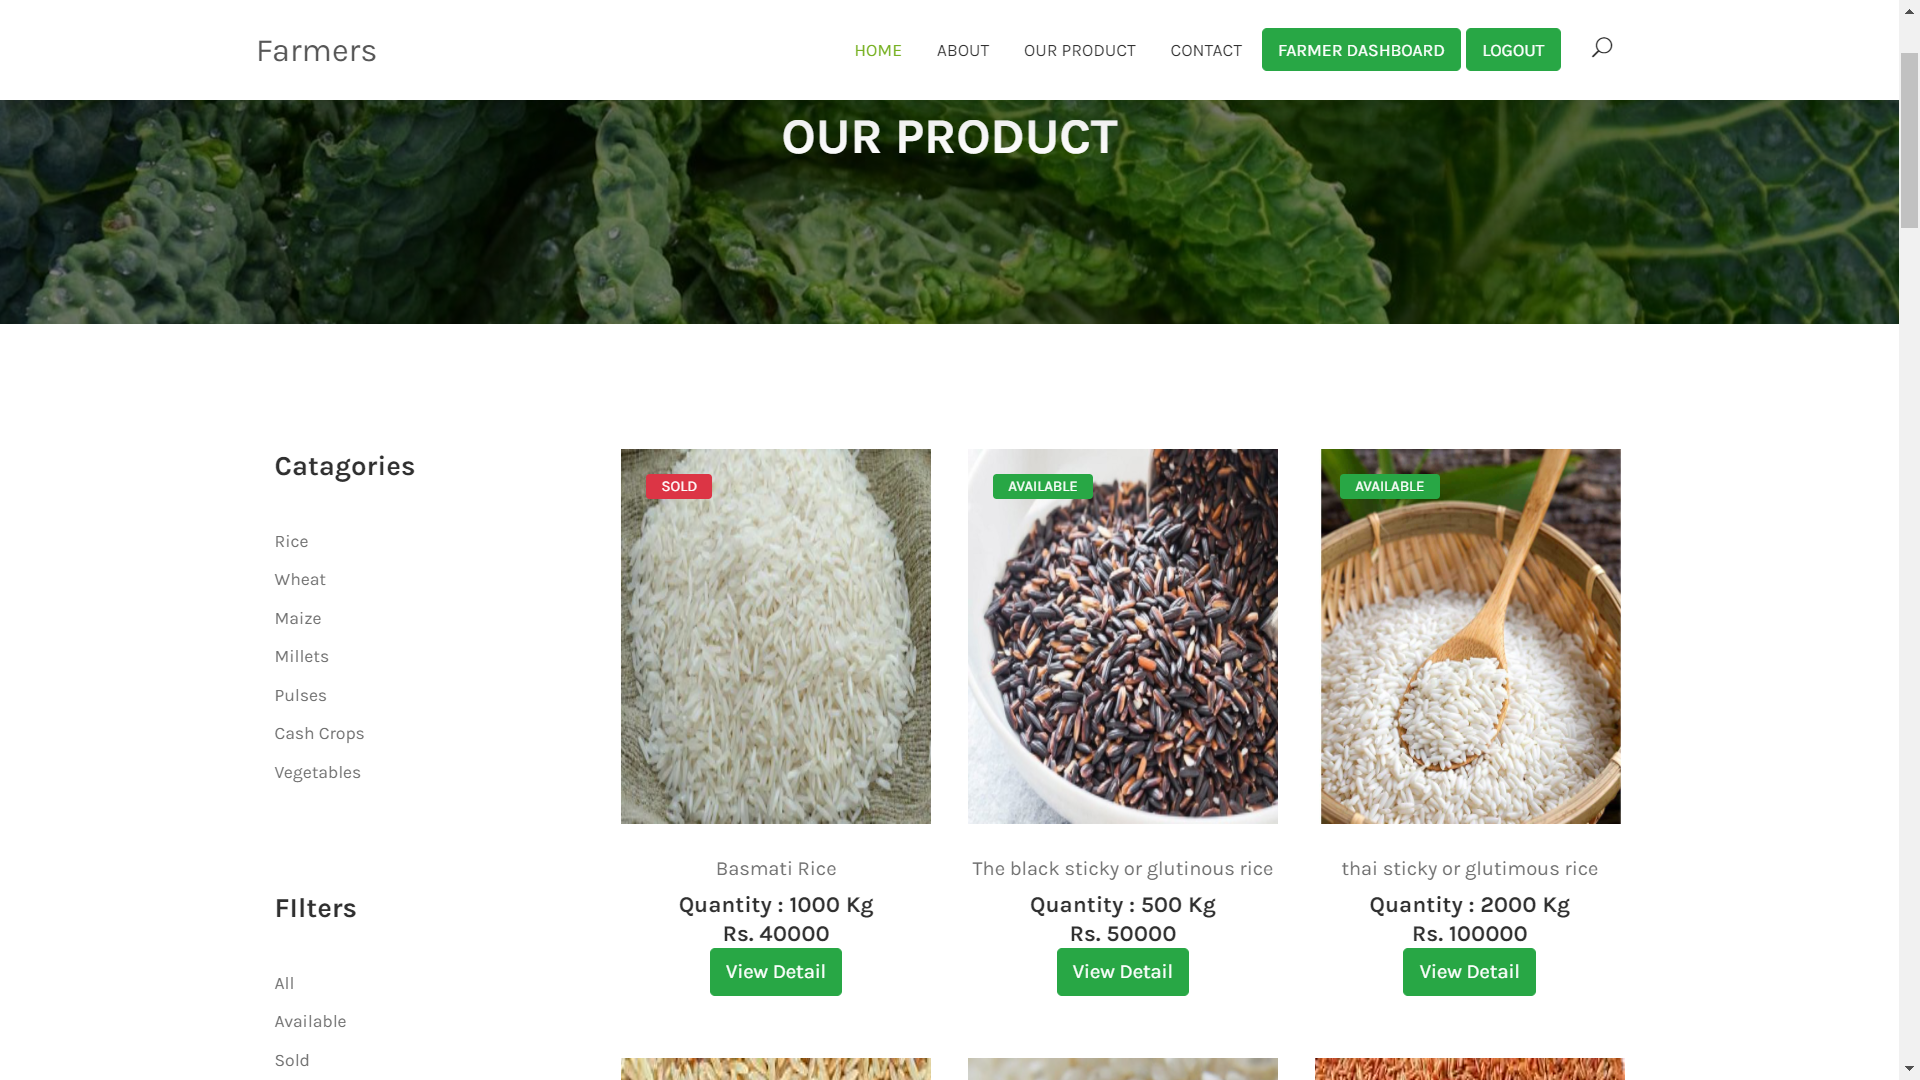 Farmers
HOME
ABOUT
OUR PRODUCT
CONTACT
FARMER DASHBOARD
LOGOUT
OUR PRODUCT
Catagories
Rice
Wheat
Maize
Millets
Pulses
Cash Crops
Vegetables
FIlters
All
Available
Sold
SOLD
Basmati Rice
Quantity : 1000 Kg
Rs. 40000
View Detail
AVAILABLE
The black sticky or glutinous rice
Quantity : 500 Kg
Rs. 50000
View Detail
AVAILABLE
thai sticky or glutimous rice
Quantity : 2000 Kg
Rs. 100000
View Detail